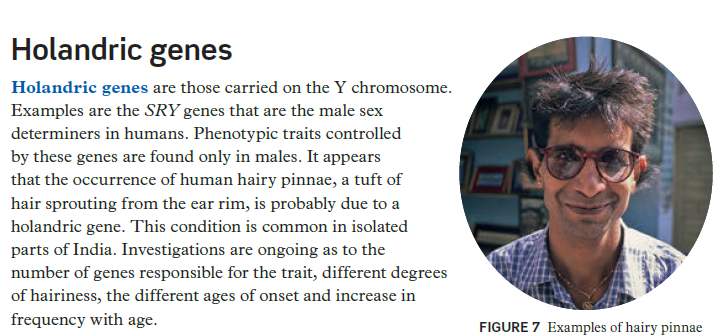 Holandric genes
Holandric genes are those carried on the Y chromosome.
Examples are the SRY genes that are the male sex
determiners in humans. Phenotypic traits controlled
by these genes are found only in males. It appears
that the occurrence of human hairy pinnae, a tuft of
hair sprouting from the ear rim, is probably due to a
holandric gene. This condition is common in isolated
parts of India. Investigations are ongoing as to the
number of genes responsible for the trait, different degrees
of hairiness, the different ages of onset and increase in
frequency with age.
FIGURE 7 Examples of hairy pinnae